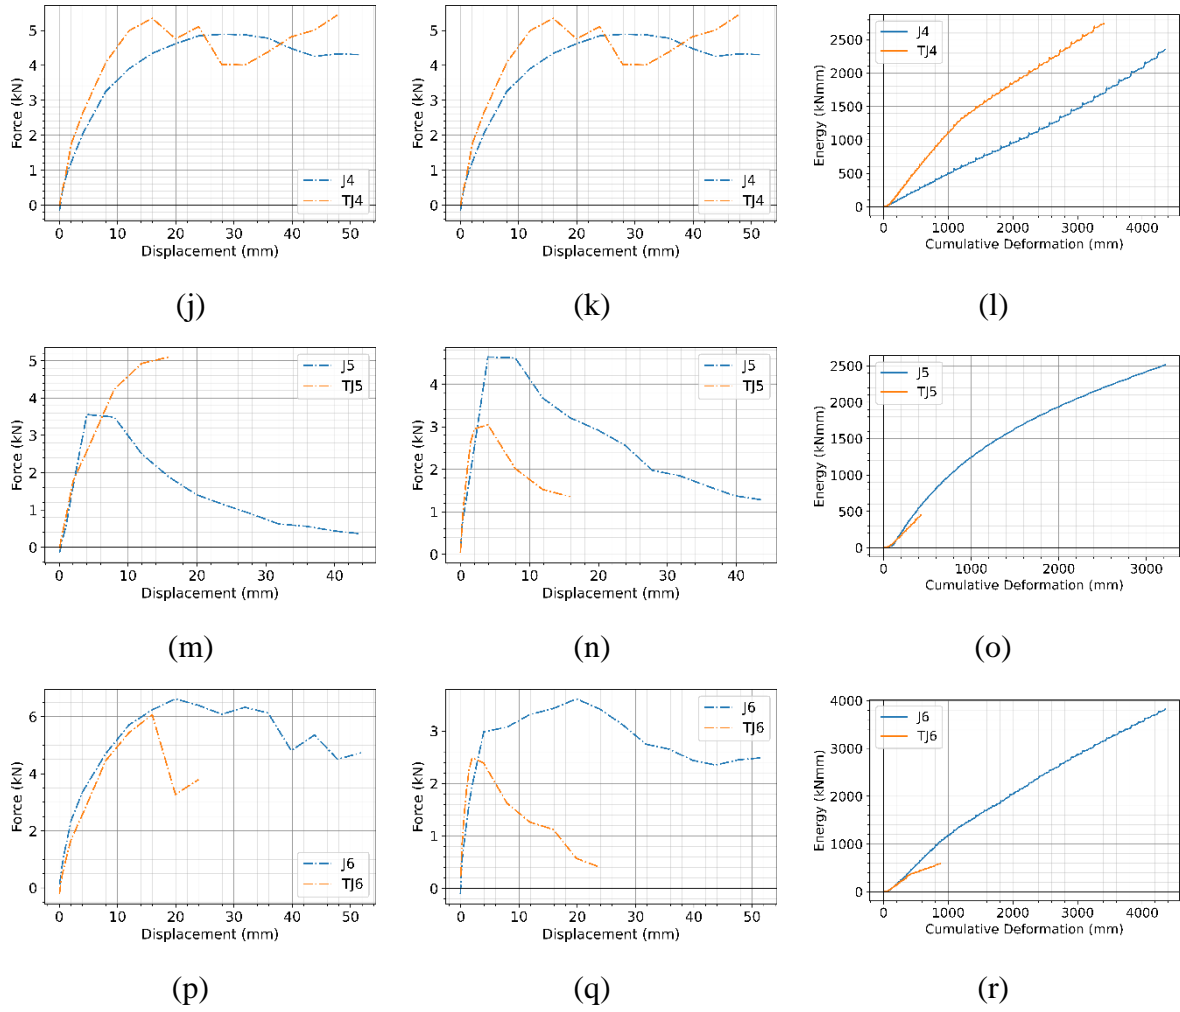 5
4
3
2
1
0
Force (kN)
J4
TJ4
0 10 20 30 40 50
Displacement (mm)
(j)
5
4
3
2
1
0
Force (kN)
J4
TJ4
0 10 20 30 40 50
Displacement (mm)
(k)
2500
2000
1500
1000
500
0
Energy (kNmm)
J4
TJ4
0 1000 2000 3000 4000
Cumulative Deformation (mm)
(l)
5
4
3
2
1
0
Force (kN)
J5
TJ5
0 10 20 30 40
Displacement (mm)
(m)
4
3
2
1
0
Force (kN)
J5
TJ5
0 10 20 30 40
Displacement (mm)
(n)
2500
2000
1500
1000
500
0
Energy (kNmm)
J5
TJ5
0 1000 2000 3000
Cumulative Deformation (mm)
(o)
6
4
2
0
Force (kN)
J6
TJ6
0 10 20 30 40 50
Displacement (mm)
(p)
3
2
1
0
Force (kN)
J6
TJ6
0 10 20 30 40 50
Displacement (mm)
(q)
4000
3000
2000
1000
0
Energy (kNmm)
J6
TJ6
0 1000 2000 3000 4000
Cumulative Deformation (mm)
(r)